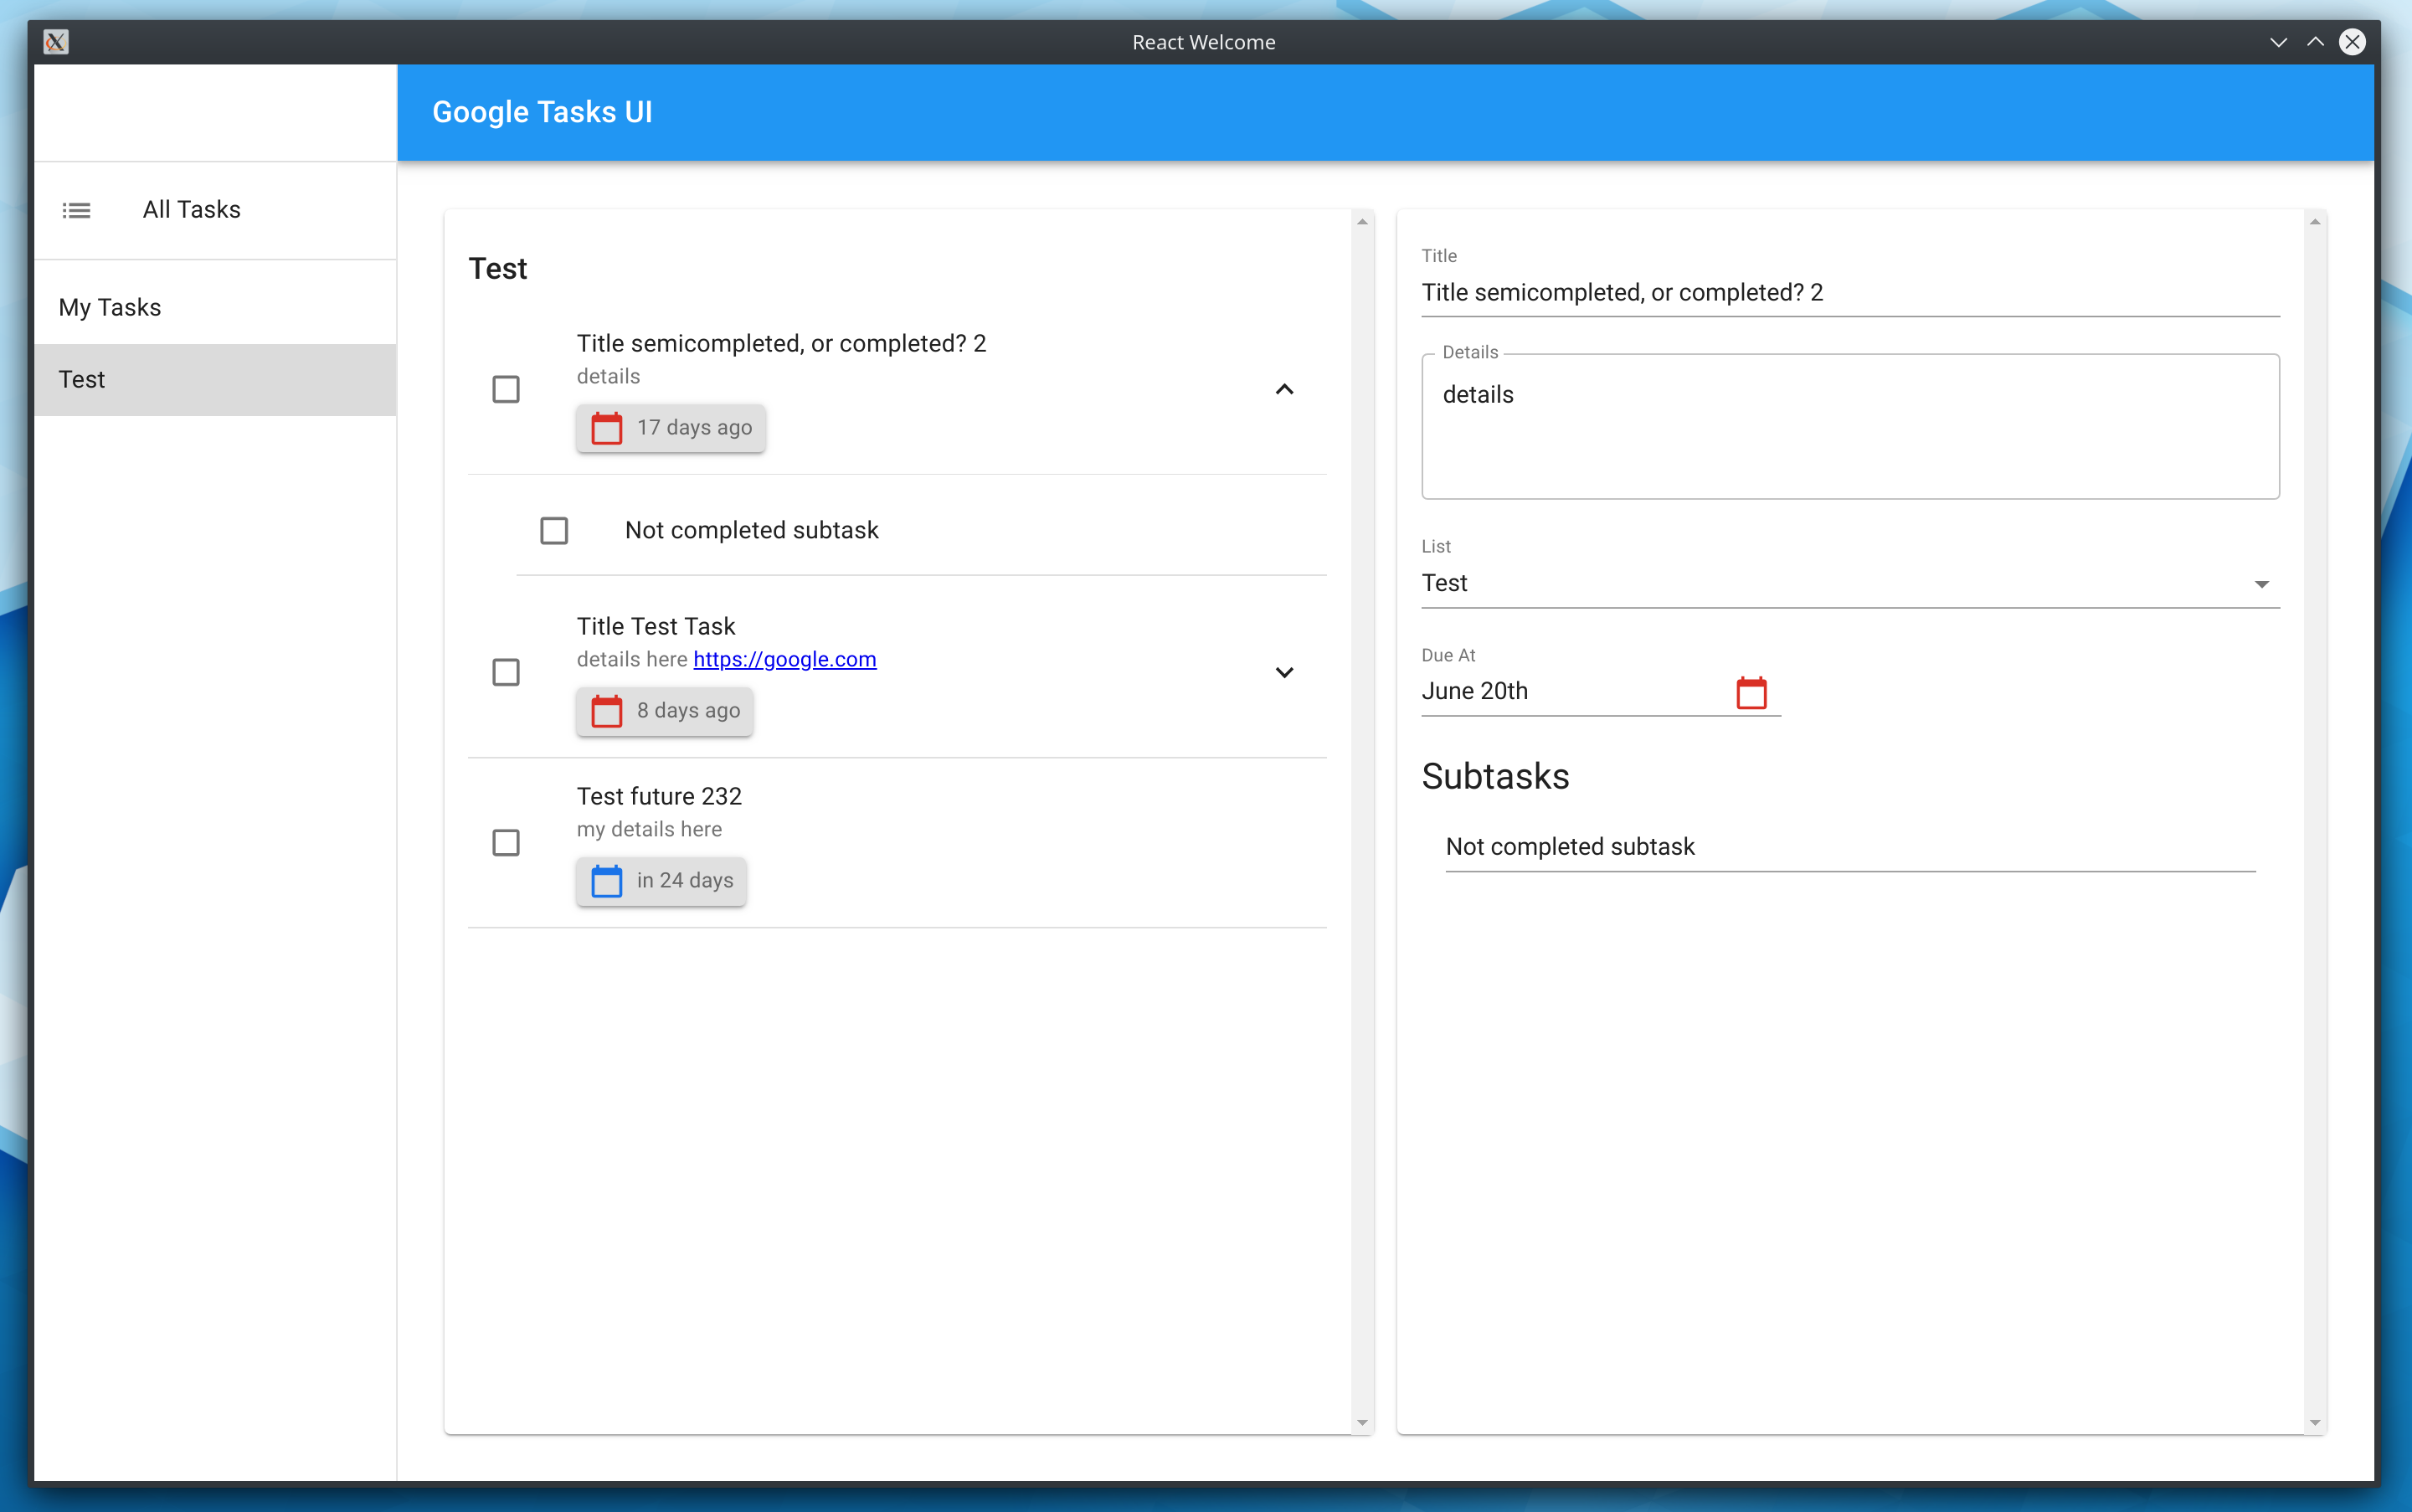 React Welcome
Google Tasks UI
All Tasks
My Tasks
Test
Test
Title semicompleted, or completed? 2
details
17 days ago
Not completed subtask
Title Test Task
details here https://google.com
8 days ago
Test future 232
my details here
in 24 days
Title
Title semicompleted, or completed? 2
Details
details
List
Test
Due At
June 20th
Subtasks
Not completed subtask